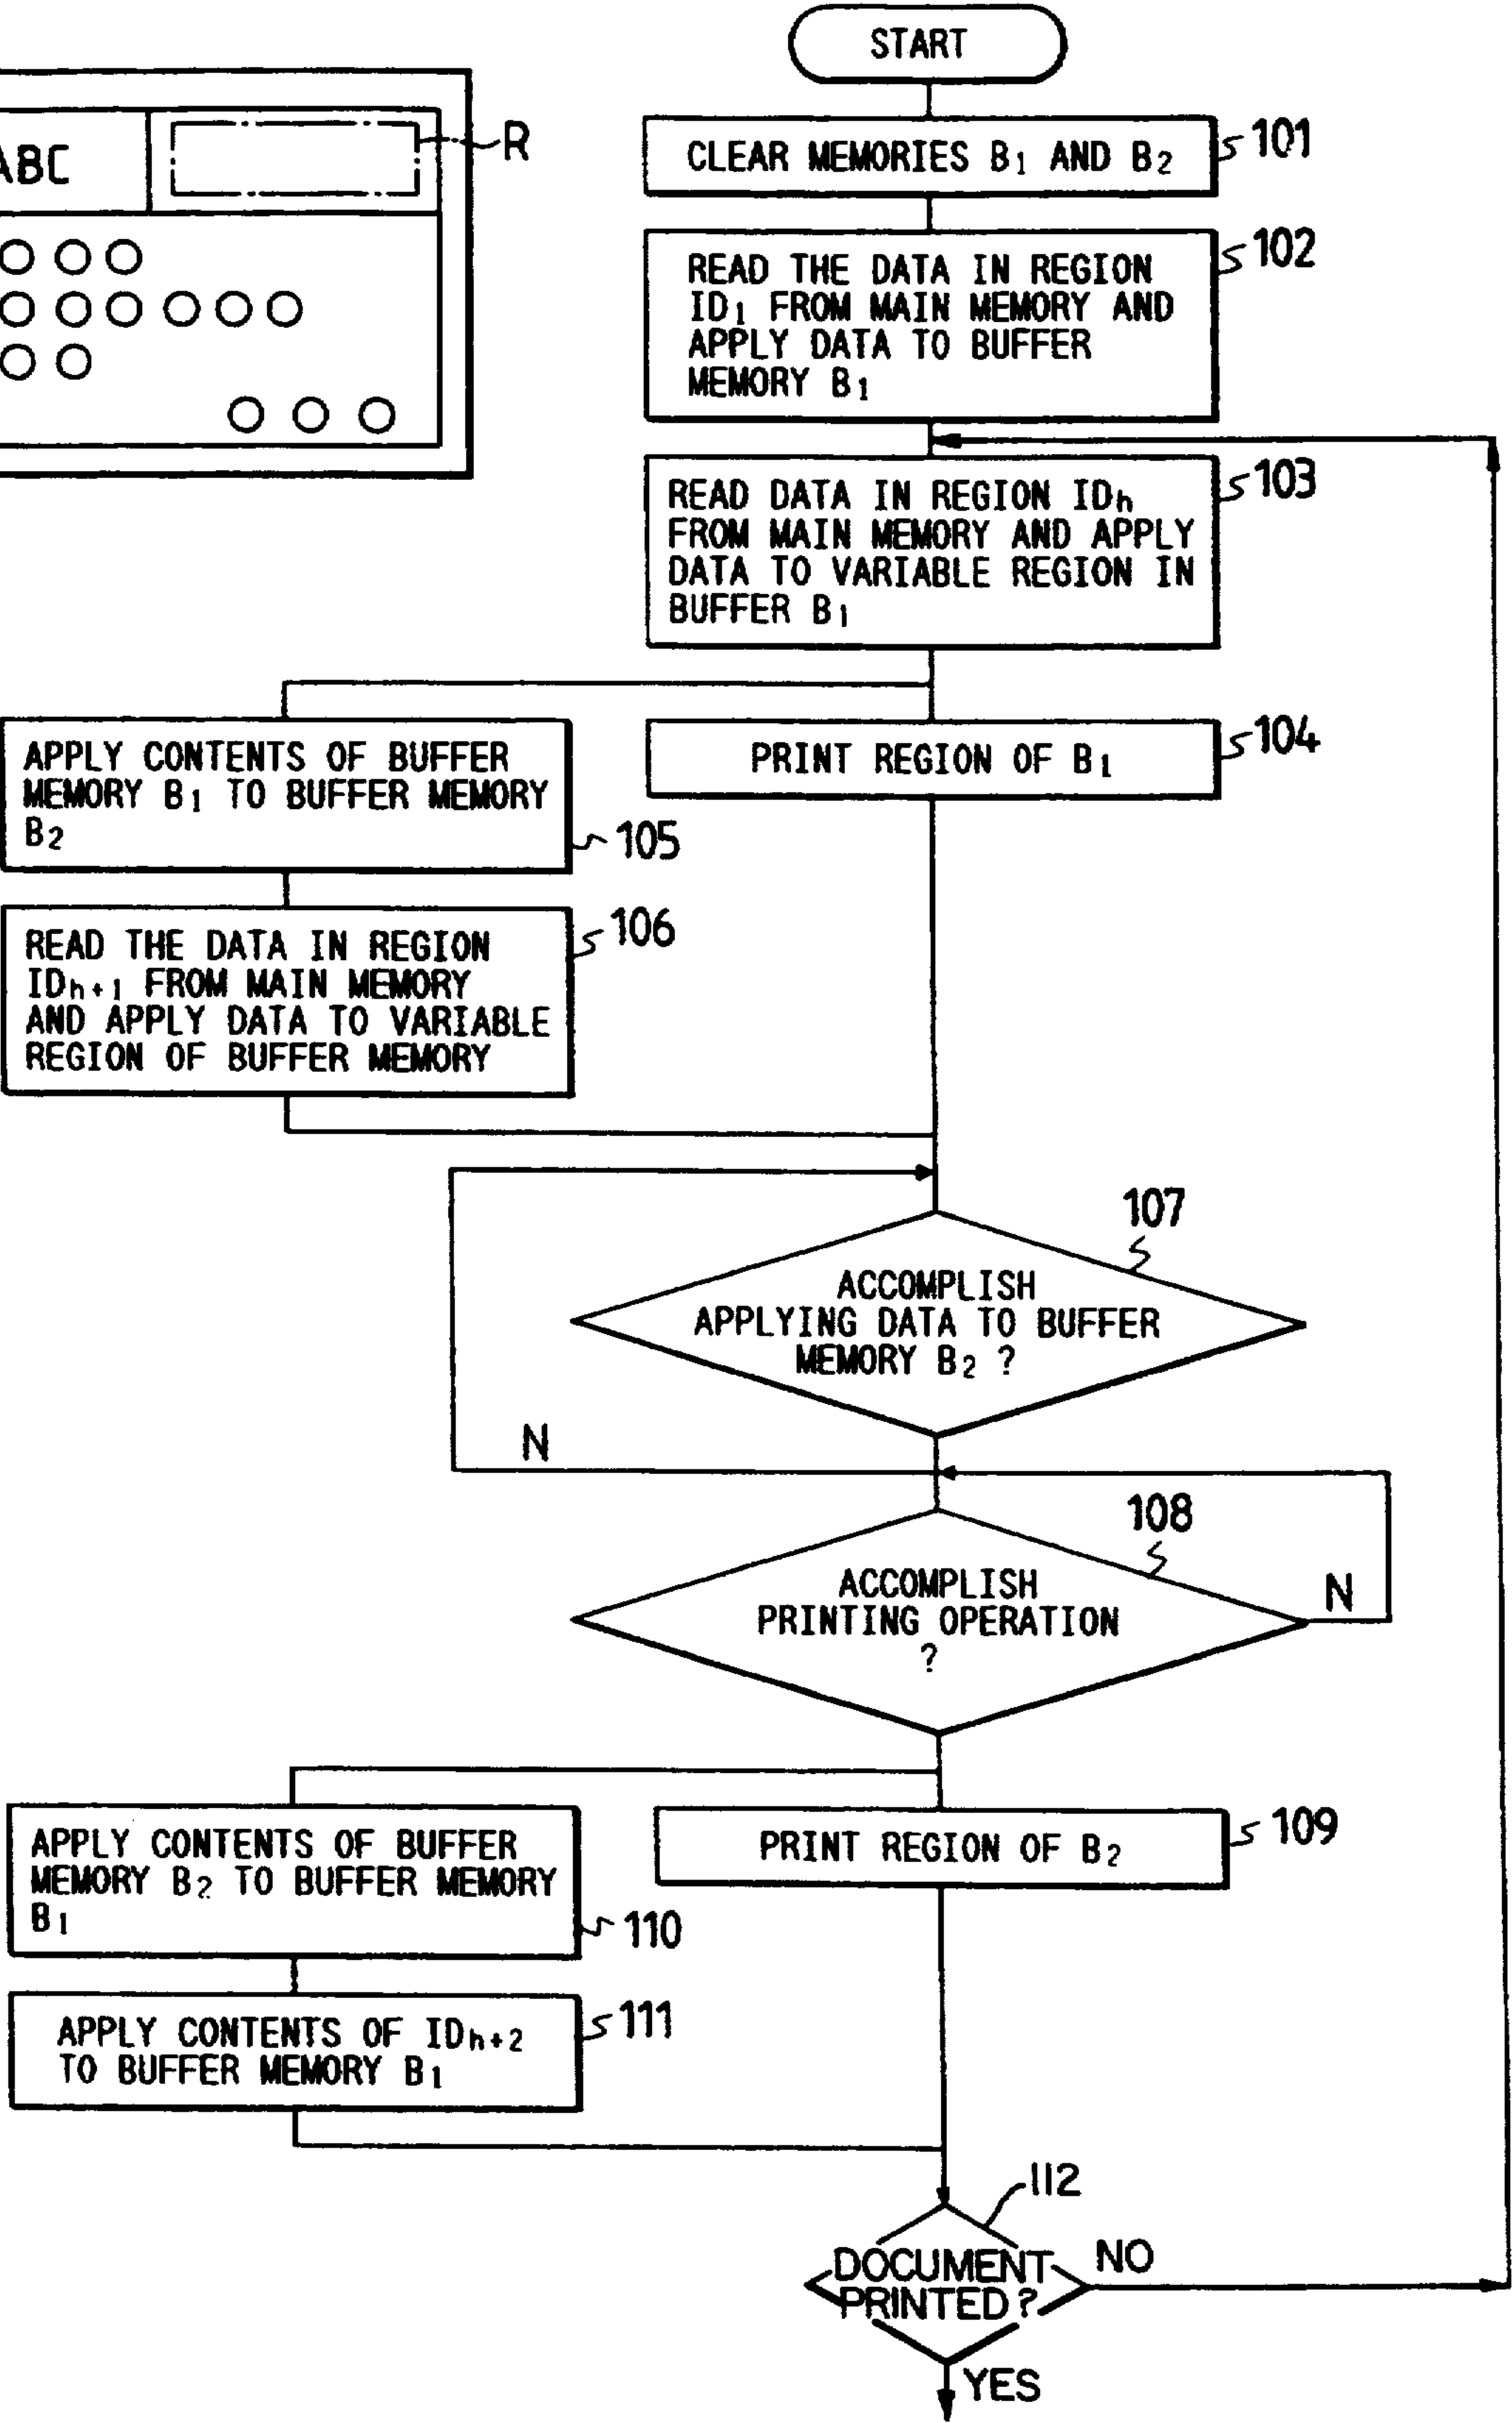 ABC
R
START
CLEAR MEMORIES B1 AND B2
101
READ THE DATA IN REGION
ID1 FROM MAIN MEMORY AND
APPLY DATA TO BUFFER
MEMORY B1
102
READ DATA IN REGION IDh
FROM MAIN MEMORY AND APPLY
DATA TO VARIABLE REGION IN
BUFFER B1
103
PRINT REGION OF B1
104
APPLY CONTENTS OF BUFFER
MEMORY B1 TO BUFFER MEMORY
B2
105
READ THE DATA IN REGION
IDh+1 FROM MAIN MEMORY
AND APPLY DATA TO VARIABLE
REGION OF BUFFER MEMORY
106
107
ACCOMPLISH
APPLYING DATA TO BUFFER
MEMORY B2 ?
N
108
ACCOMPLISH
PRINTING OPERATION
?
N
PRINT REGION OF B2
109
APPLY CONTENTS OF BUFFER
MEMORY B2 TO BUFFER MEMORY
B1
110
APPLY CONTENTS OF IDh+2
TO BUFFER MEMORY B1
111
112
DOCUMENT
PRINTED?
NO
YES